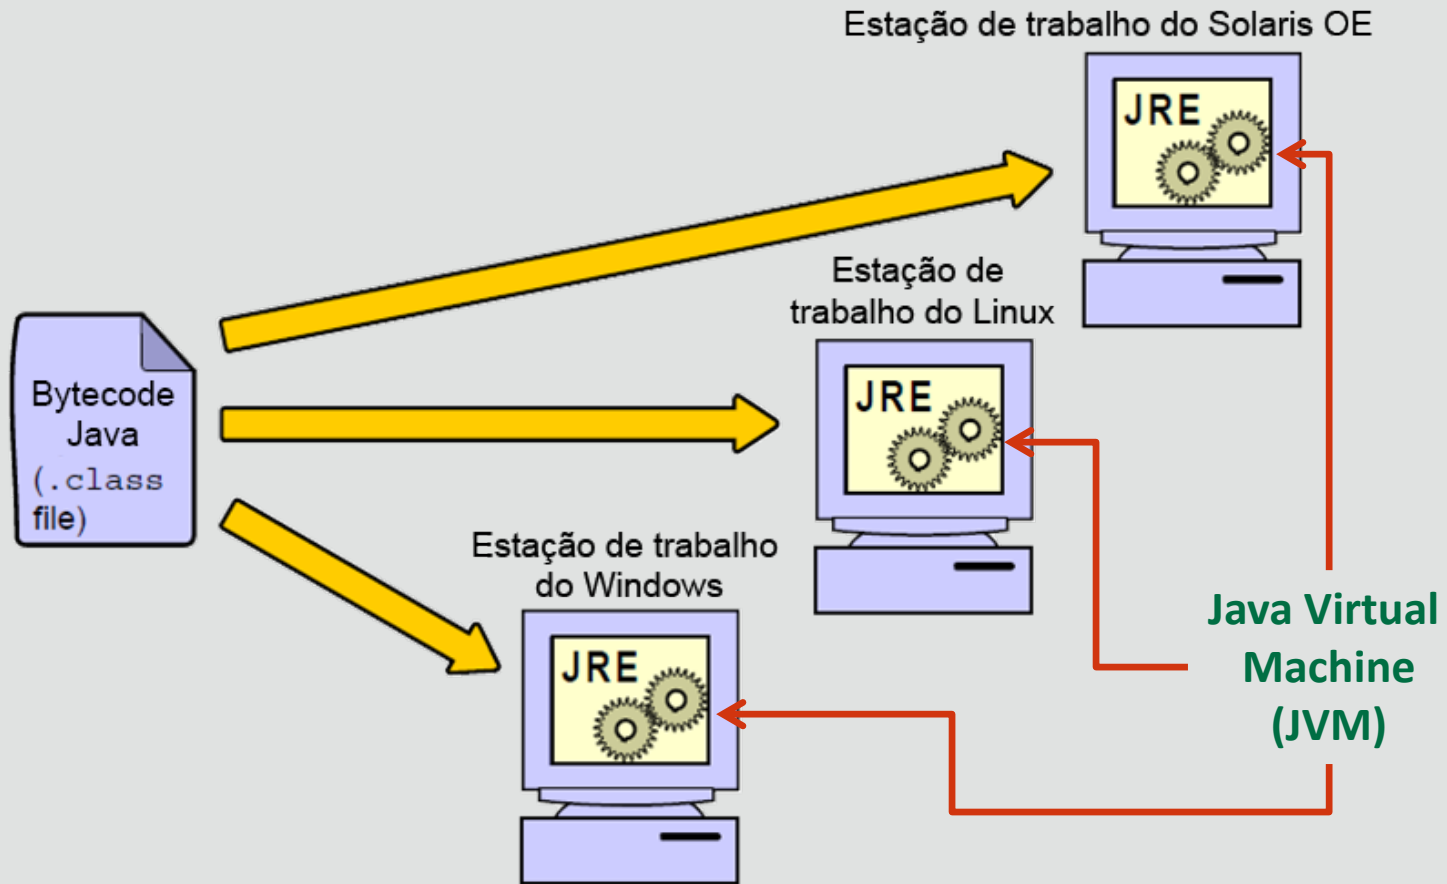 Estação de trabalho do Solaris OE
JRE
Estação de
trabalho do Linux
JRE
Bytecode
Java
(.class
file)
Estação de trabalho
do Windows
JRE
Java Virtual
Machine
(JVM)